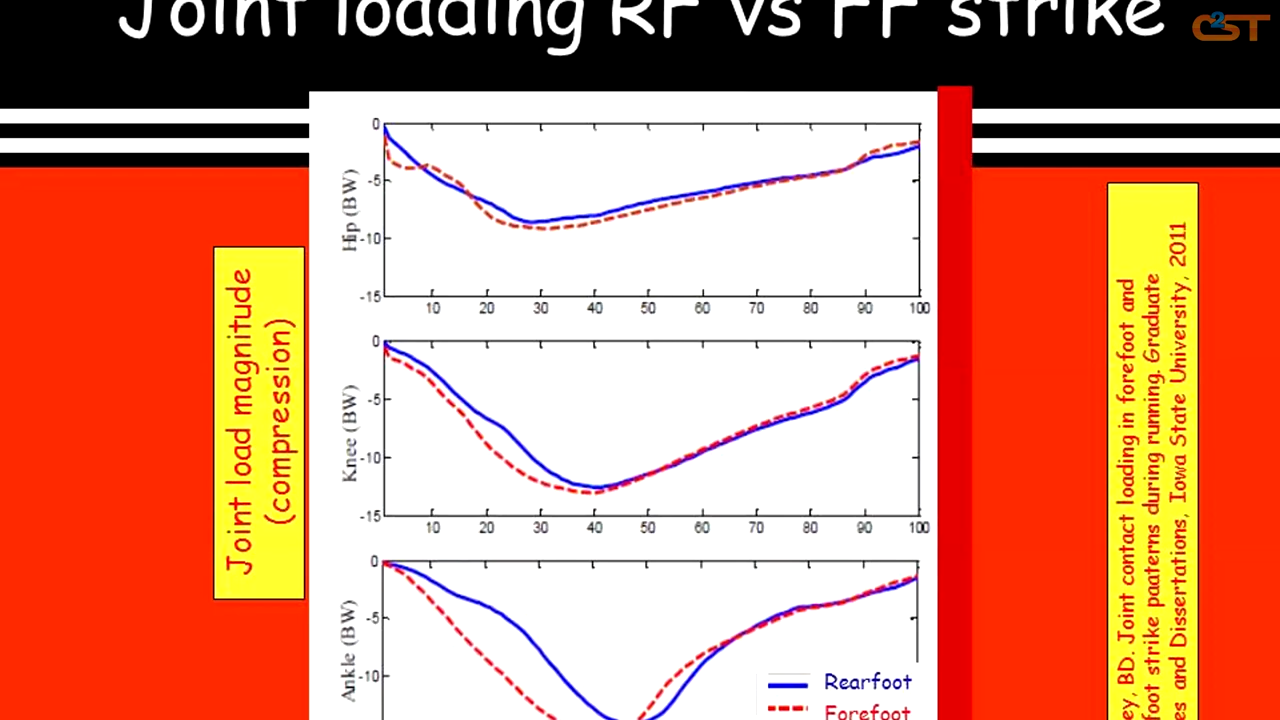 Joint loading RF vs FF strike
C2ST
Joint load magnitude
(compression)
0
-5
-10
-15
Hip (BW)
10 20 30 40 50 60 70 80 90 100
0
-5
-10
-15
Knee (BW)
10 20 30 40 50 60 70 80 90 100
0
-5
-10
Ankle (BW)
Rearfoot
Forefoot
BD. Joint contact loading in forefoot and
foot strike paaterns during running. Graduate
and Dissertations, Iowa State University, 2011